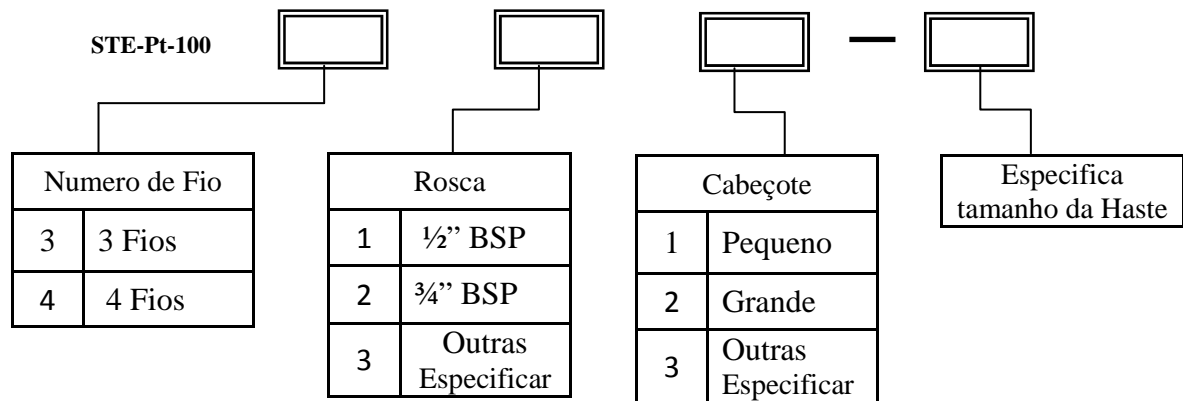 STE-Pt-100
Numero de Fio
3 3 Fios
4 4 Fios
Rosca
1 ½” BSP
2 ¾” BSP
3 Outras
Especificar
Cabeçote
1 Pequeno
2 Grande
3 Outras
Especificar
Especifica
tamanho da Haste